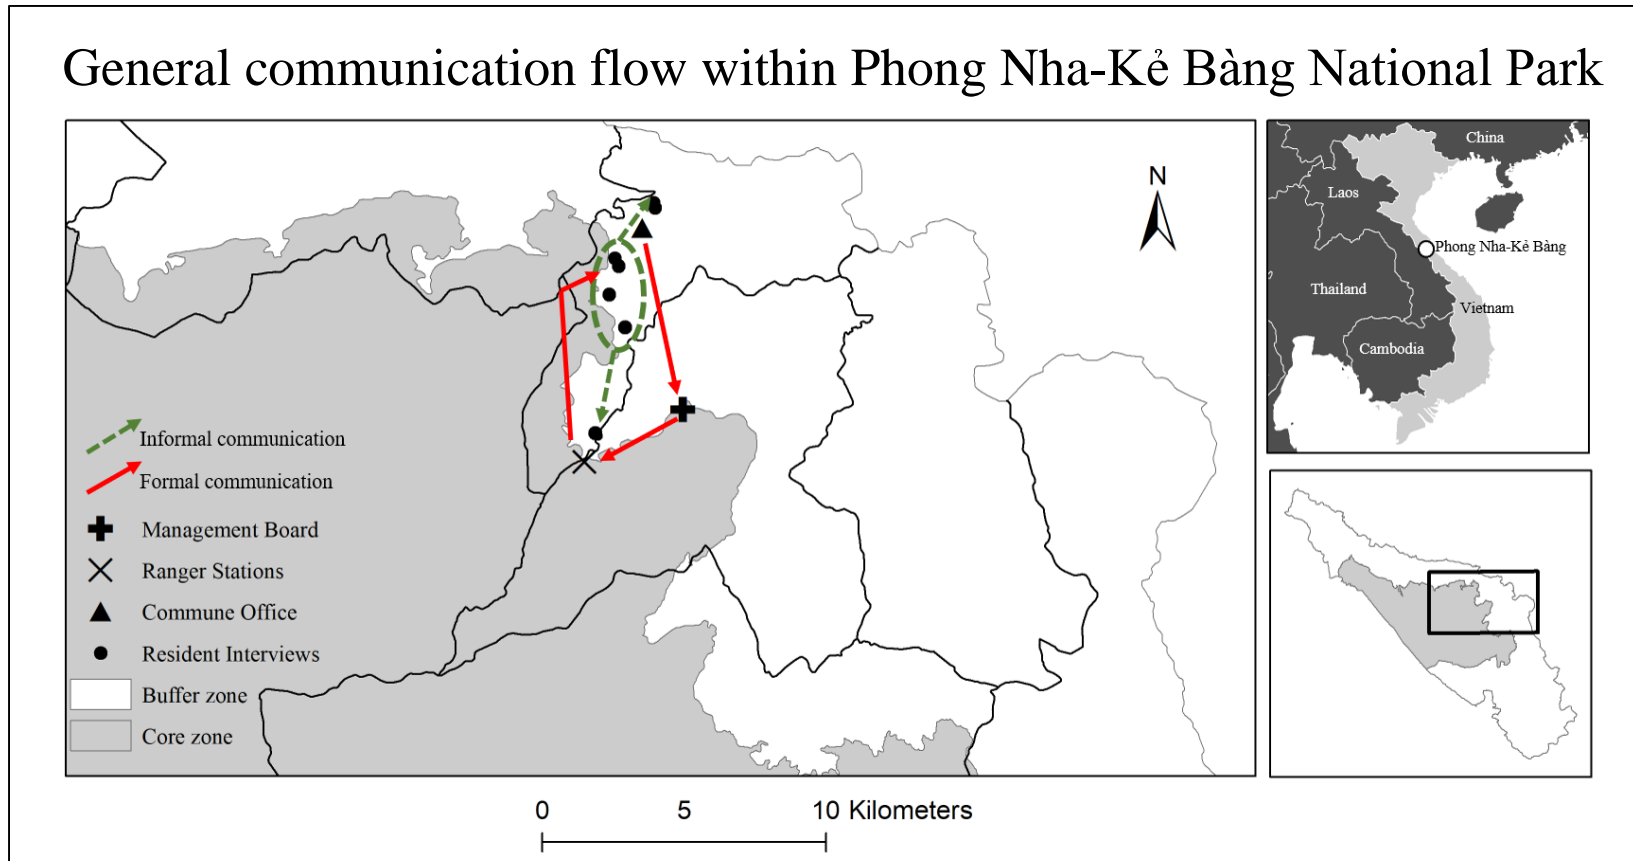 General communication flow within Phong Nha-Kẻ Bàng National Park
N
Informal communication
Formal communication
Management Board
Ranger Stations
Commune Office
Resident Interviews
Buffer zone
Core zone
0 5 10 Kilometers
China
Laos
Phong Nha-Kẻ Bàng
Thailand
Vietnam
Cambodia